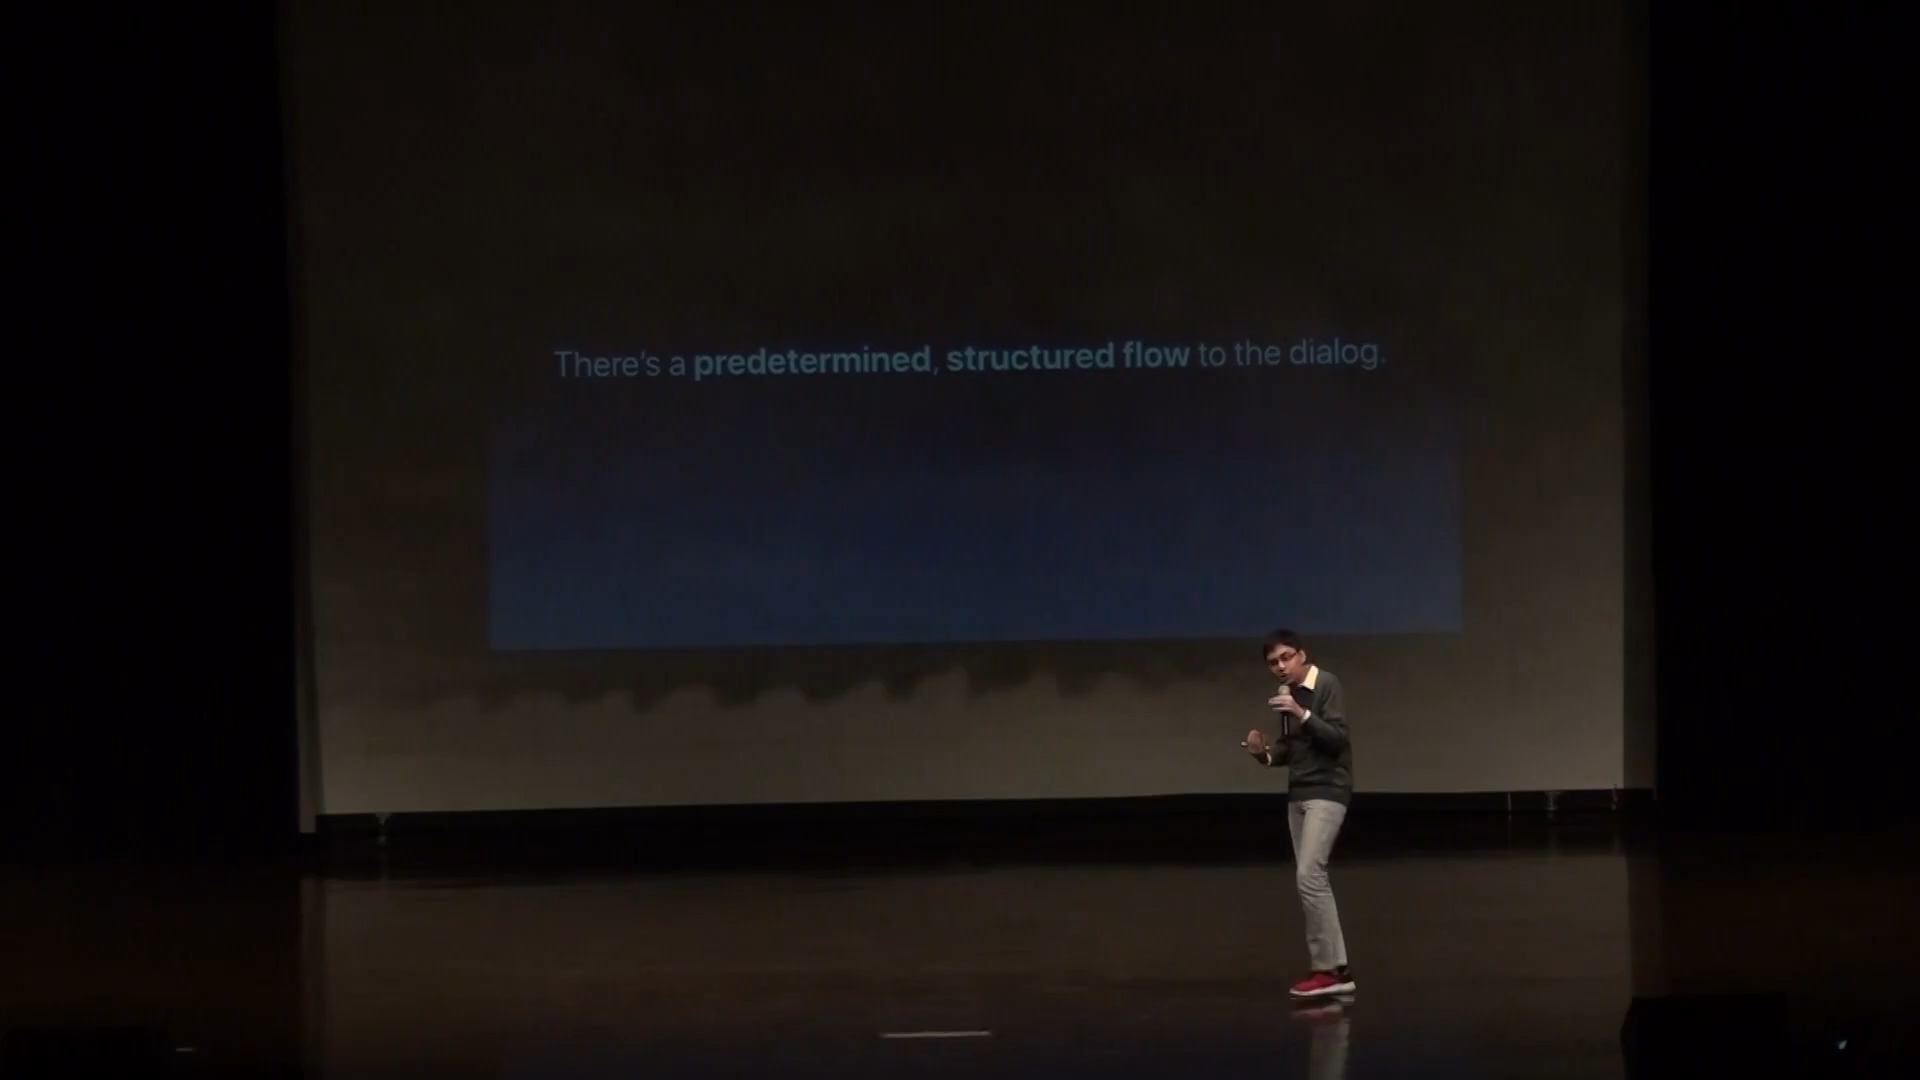 There's a predetermined, structured flow to the dialog.